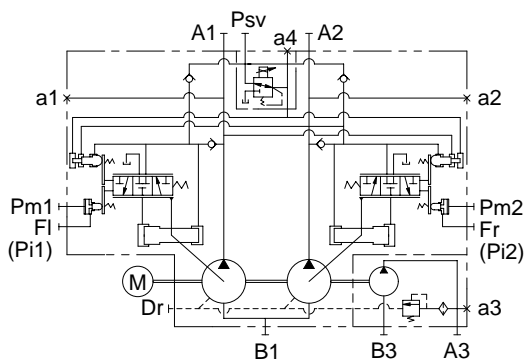 A1 Psv a4 A2
a1 a2
Pm1 Pm2
Fl Fr
(Pi1) (Pi2)
M
Dr a3
B1 B3 A3